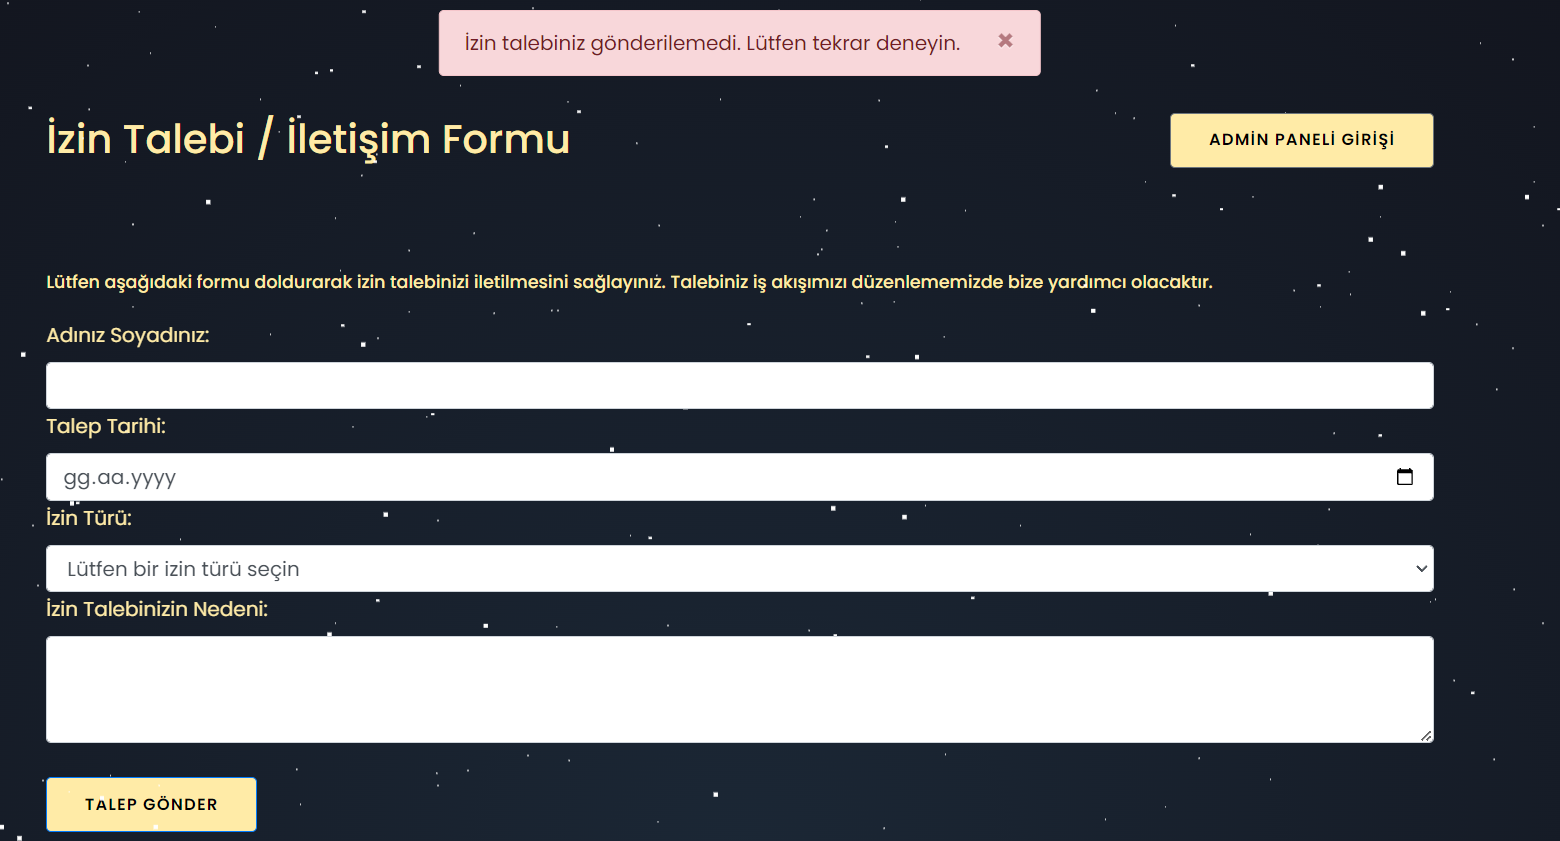 İzin talebiniz gönderilemedi. Lütfen tekrar deneyin. ×
İzin Talebi / İletişim Formu
ADMİN PANELİ GİRİŞİ
Lütfen aşağıdaki formu doldurarak izin talebinizi iletilmesini sağlayınız. Talebiniz iş akışımızı düzenlememizde bize yardımcı olacaktır.
Adınız Soyadınız:
Talep Tarihi:
gg.aa.yyyy
İzin Türü:
Lütfen bir izin türü seçin
İzin Talebinizin Nedeni:
TALEP GÖNDER